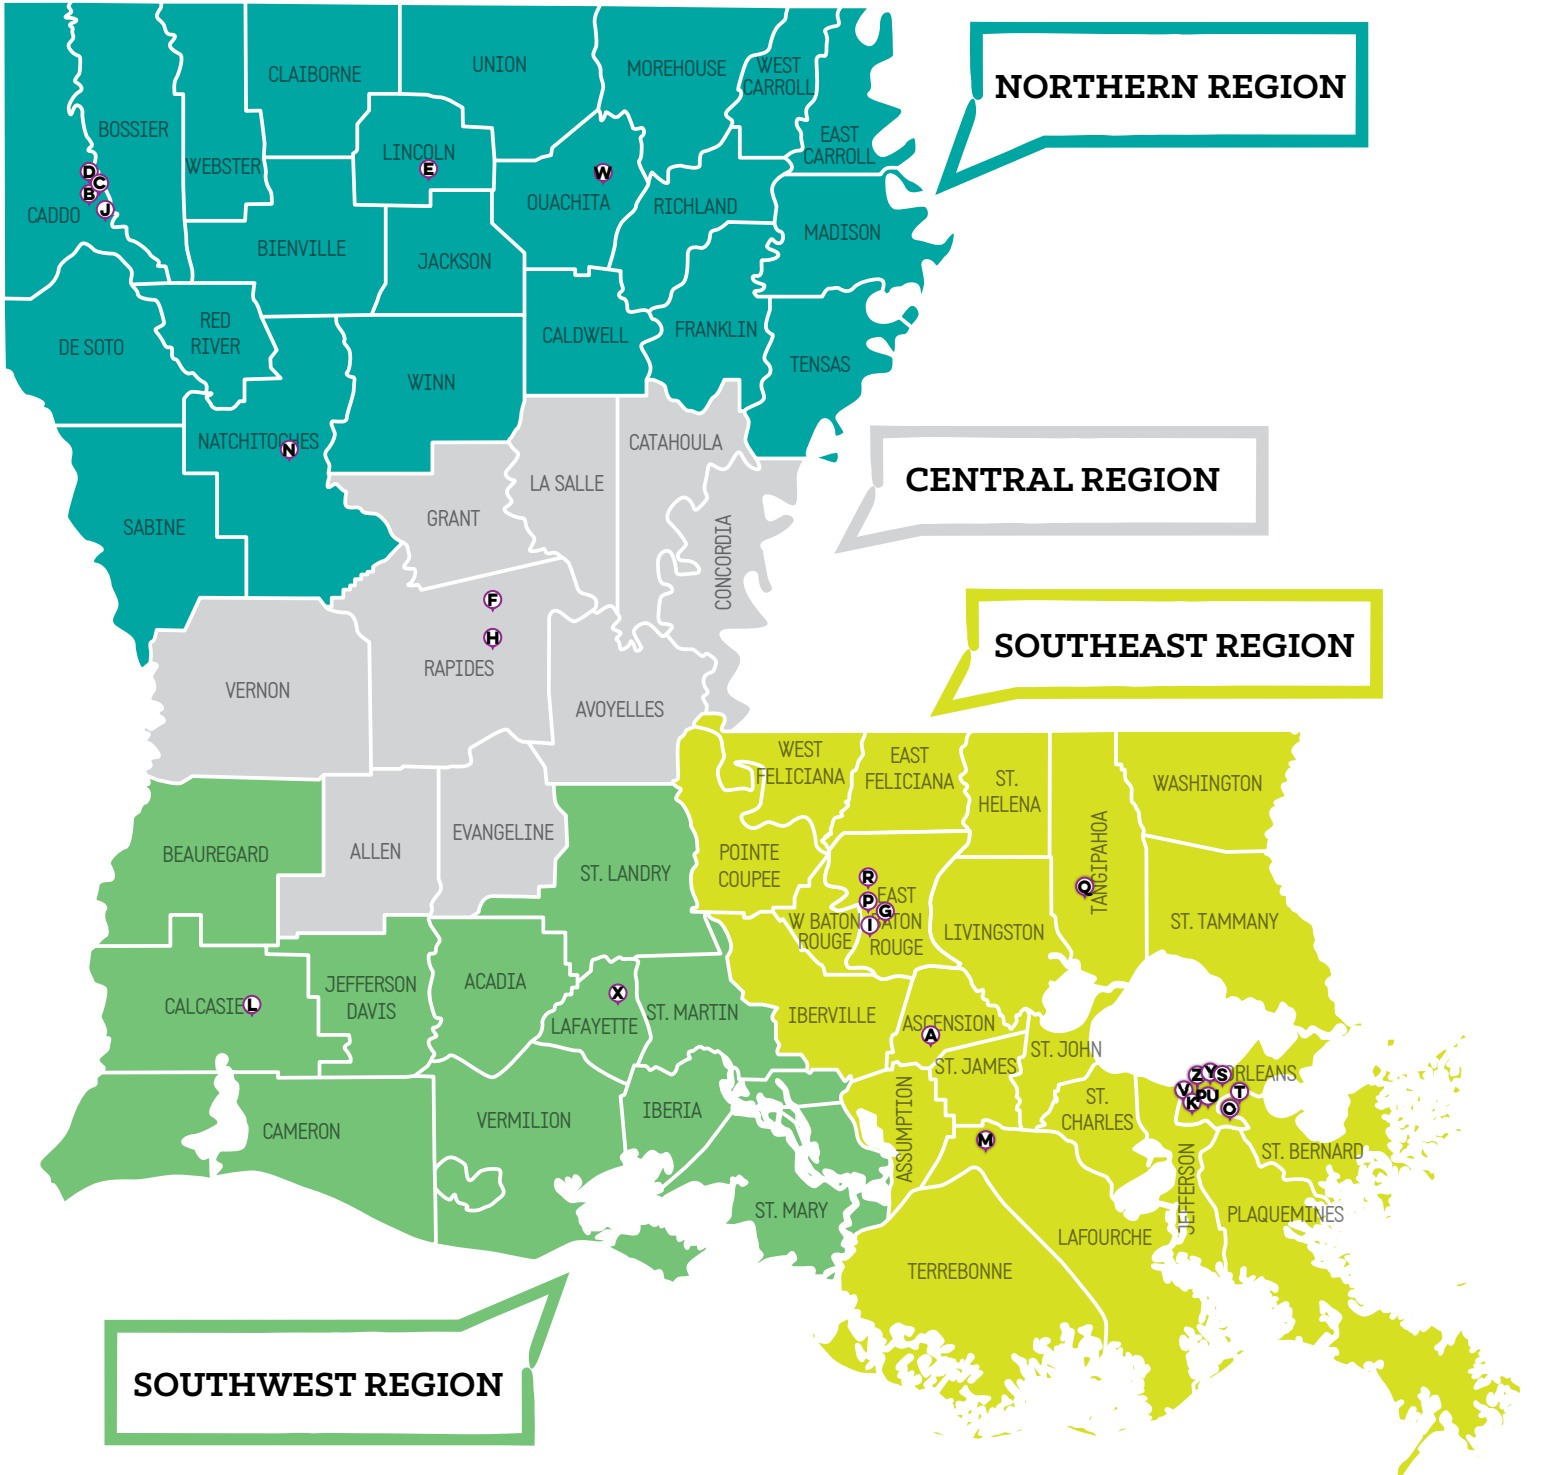 NORTHERN REGION
CLAIBORNE
UNION
MOREHOUSE
WEST
CARROLL
BOSSIER
WEBSTER
LINCOLN
E
EAST
CARROLL
D
C
B
J
CADDO
W
OUACHITA
RICHLAND
MADISON
BIENVILLE
JACKSON
DE SOTO
RED
RIVER
CALDWELL
FRANKLIN
TENSAS
WINN
NATCHITOCHES
N
SABINE
CENTRAL REGION
CATAHOULA
LA SALLE
GRANT
CONCORDIA
F
H
RAPIDES
VERNON
AVOYELLES
ALLEN
EVANGELINE
SOUTHEAST REGION
WEST
FELICIANA
EAST
FELICIANA
ST.
HELENA
TANGIPAHOA
Q
WASHINGTON
POINTE
COUPEE
R
P
G
I
EAST
ATON
ROUGE
W BATON
ROUGE
LIVINGSTON
ST. TAMMANY
IBERVILLE
ASCENSION
A
ST. JAMES
ST. JOHN
ST.
CHARLES
ASSUMPTION
M
Z
Y
S
RLEANS
V
K
P
U
T
O
JEFFERSON
ST. BERNARD
PLAQUEMINES
LAFOURCHE
TERREBONNE
BEAUREGARD
ST. LANDRY
CALCASIE
L
JEFFERSON
DAVIS
ACADIA
X
LAFAYETTE
ST. MARTIN
CAMERON
VERMILION
IBERIA
ST. MARY
SOUTHWEST REGION